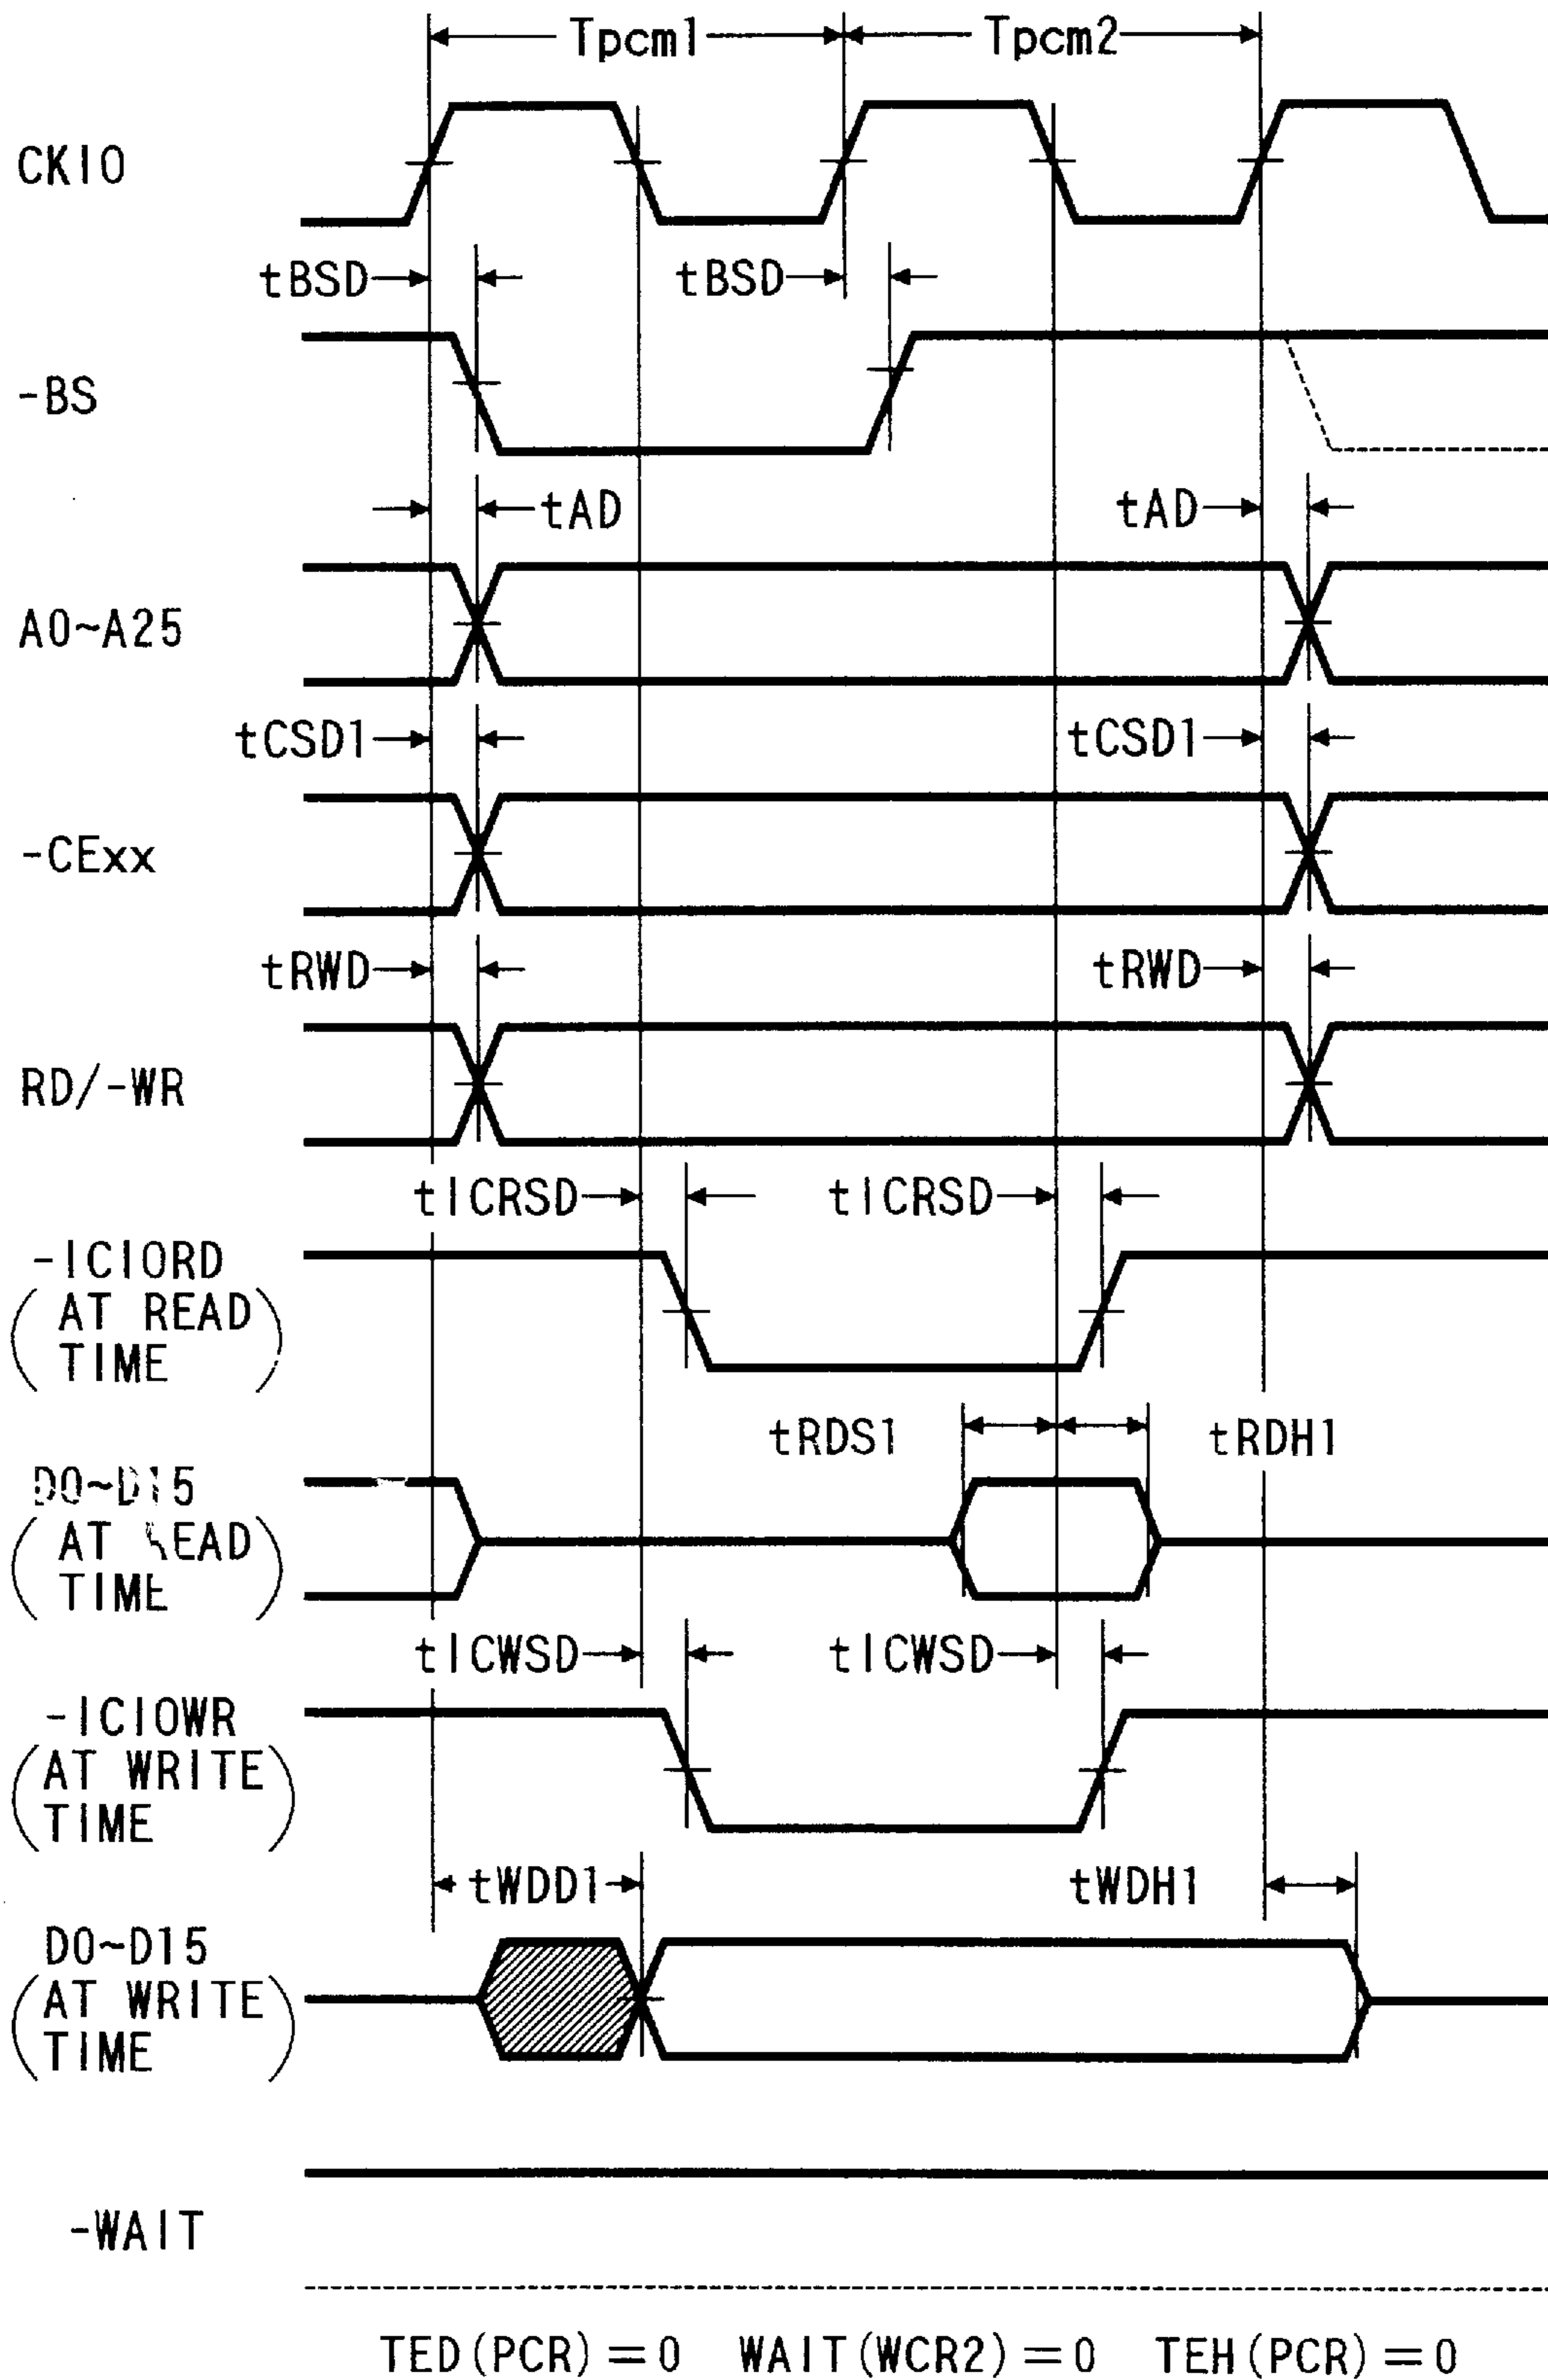 Tpcm1 Tpcm2
CKIO
tBSD tBSD
-BS
tAD tAD
A0~A25
tCSD1 tCSD1
-CExx
tRWD tRWD
RD/-WR
tICRSD tICRSD
-ICIORD
(AT READ
TIME)
tRDS1 tRDH1
D0~D15
(AT READ
TIME)
tICWSD tICWSD
-ICIOWR
(AT WRITE
TIME)
tWDD1 tWDH1
D0~D15
(AT WRITE
TIME)
-WAIT
TED(PCR)=0 WAIT(WCR2)=0 TEH(PCR)=0